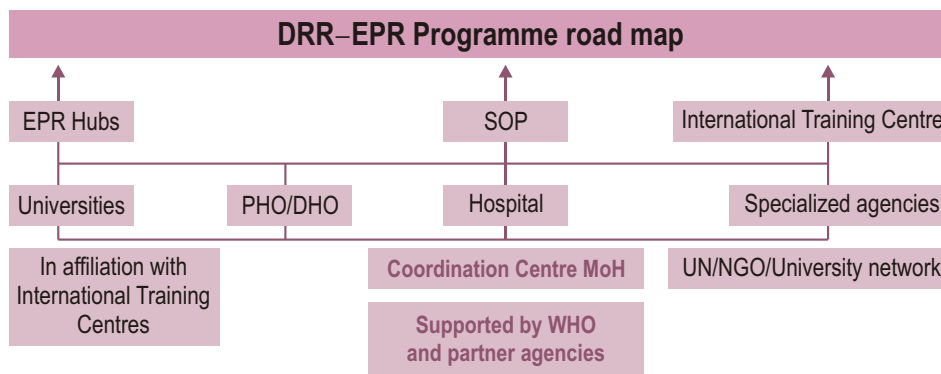 DRR–EPR Programme road map
EPR Hubs
SOP
International Training Centre
Universities
PHO/DHO
Hospital
Specialized agencies
In affiliation with
International Training
Centres
Coordination Centre MoH
UN/NGO/University network
Supported by WHO
and partner agencies